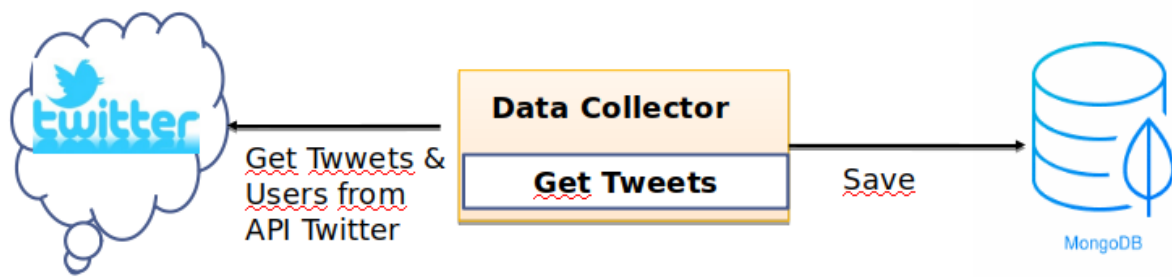 twitter
Get Twwets &
Users from
API Twitter
Data Collector
Get Tweets
Save
MongoDB